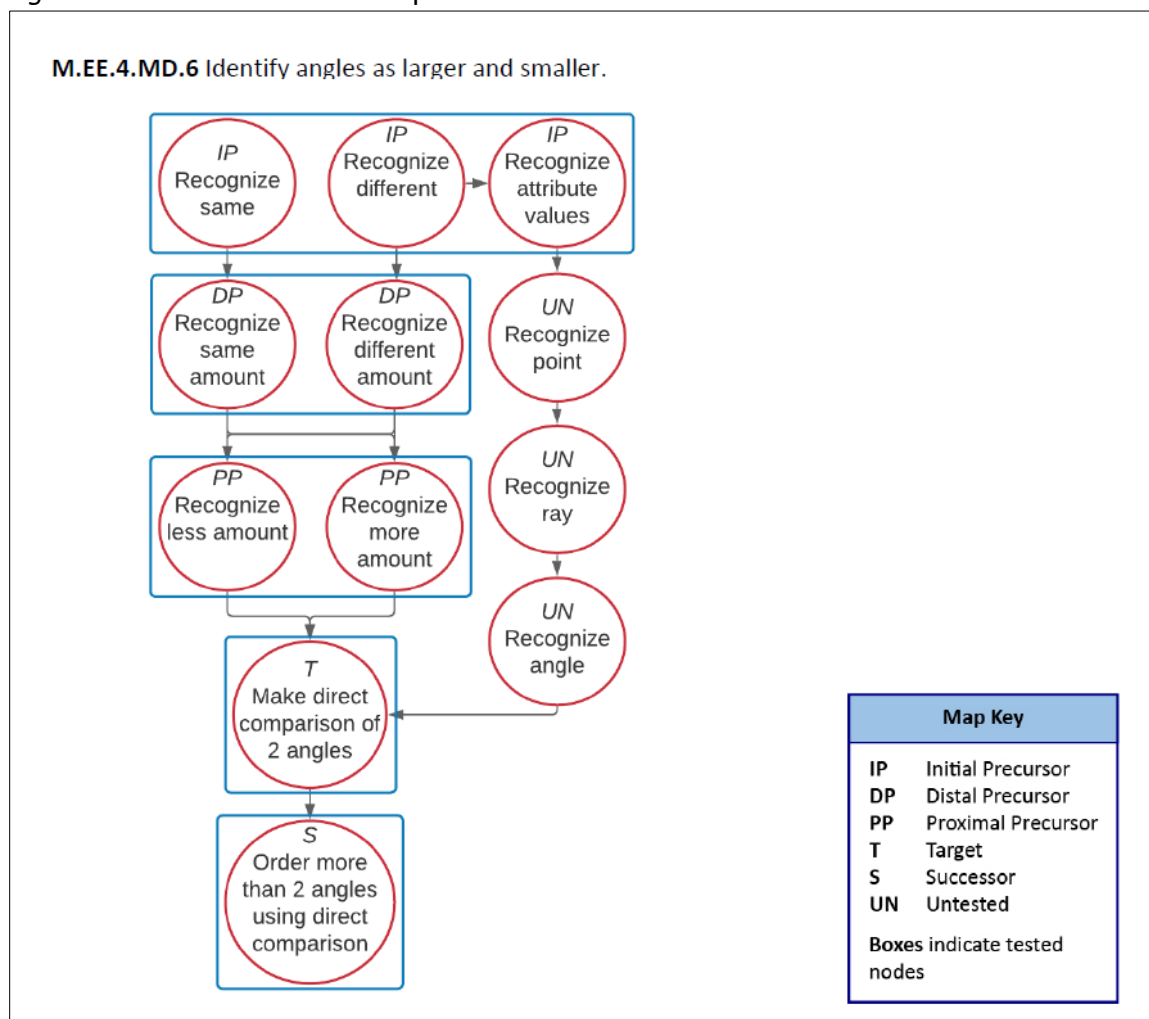 M.EE.4.MD.6 Identify angles as larger and smaller.
IP
Recognize
same
IP
Recognize
different
IP
Recognize
attribute
values
DP
Recognize
same
amount
DP
Recognize
different
amount
UN
Recognize
point
PP
Recognize
less amount
PP
Recognize
more
amount
UN
Recognize
ray
UN
Recognize
angle
T
Make direct
comparison of
2 angles
S
Order more
than 2 angles
using direct
comparison
Map Key
IP Initial Precursor
DP Distal Precursor
PP Proximal Precursor
T Target
S Successor
UN Untested
Boxes indicate tested
nodes